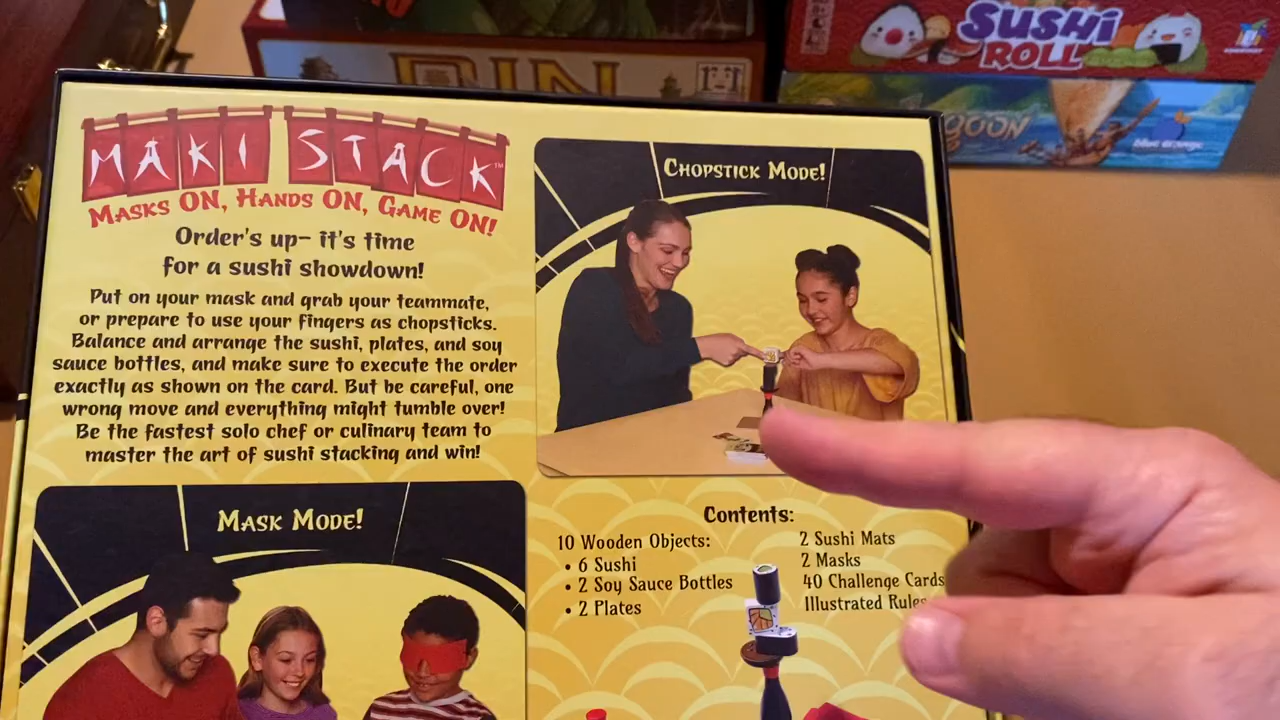 SUSHI
ROLL
blue orange
MAKI STACK™
MASKS ON, HANDS ON, GAME ON!
Order's up- it's time
for a sushi showdown!
Put on your mask and grab your teammate,
or prepare to use your fingers as chopsticks.
Balance and arrange the sushi, plates, and soy
sauce bottles, and make sure to execute the order
exactly as shown on the card. But be careful, one
wrong move and everything might tumble over!
Be the fastest solo chef or culinary team to
master the art of sushi stacking and win!
CHOPSTICK MODE!
MASK MODE!
Contents:
10 Wooden Objects:
• 6 Sushi
• 2 Soy Sauce Bottles
• 2 Plates
2 Sushi Mats
2 Masks
40 Challenge Cards
Illustrated Rules